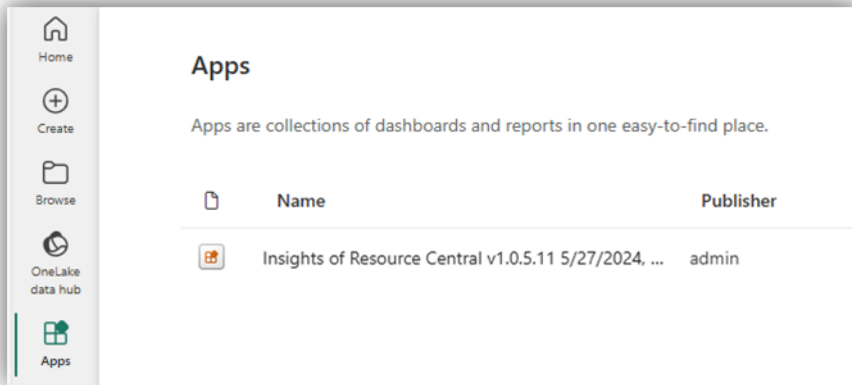 Home
Create
Browse
OneLake
data hub
Apps
Apps
Apps are collections of dashboards and reports in one easy-to-find place.
Name Publisher
Insights of Resource Central v1.0.5.11 5/27/2024, ... admin